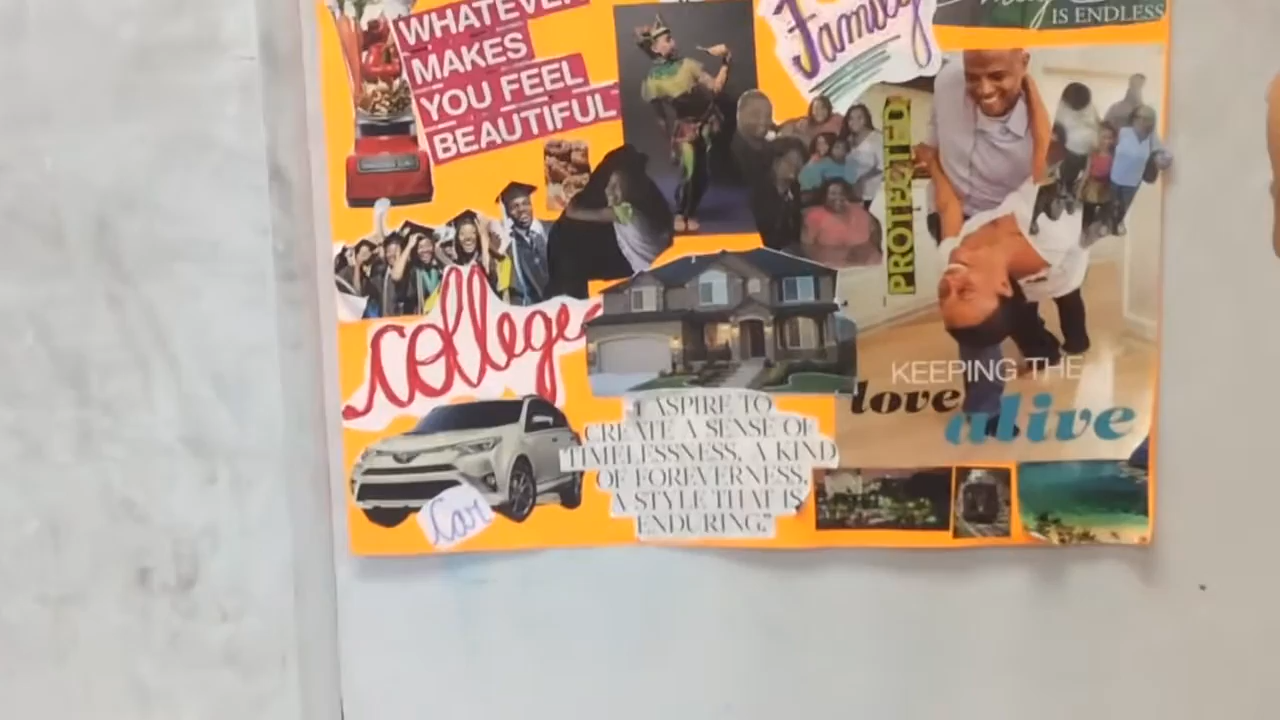 WHATEVER
MAKES
YOU FEEL
BEAUTIFUL
Family
IS ENDLESS
PROTECTED
college
KEEPING THE
love
alive
"I ASPIRE TO
CREATE A SENSE OF
TIMELESSNESS, A KIND
OF FOREVERNESS,
A STYLE THAT IS
ENDURING."
Car